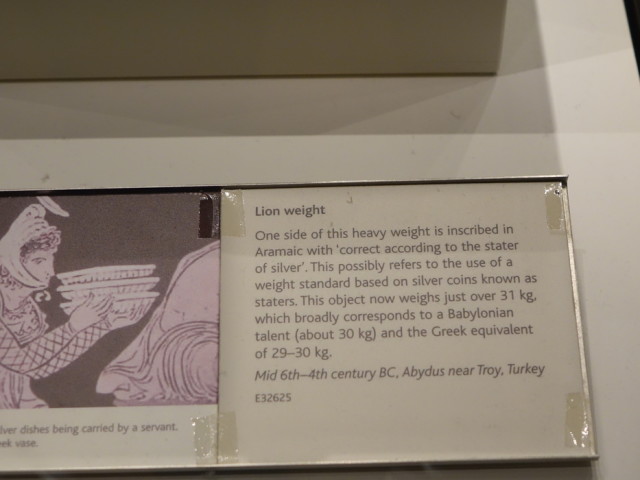 Lion weight
One side of this heavy weight is inscribed in
Aramaic with 'correct according to the stater
of silver'. This possibly refers to the use of a
weight standard based on silver coins known as
staters. This object now weighs just over 31 kg,
which broadly corresponds to a Babylonian
talent (about 30 kg) and the Greek equivalent
of 29–30 kg.
Mid 6th–4th century BC, Abydus near Troy, Turkey
E32625
dishes being carried by a servant.
vase.